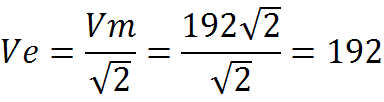 Ve = Vm/√2 = 192√2/√2 = 192